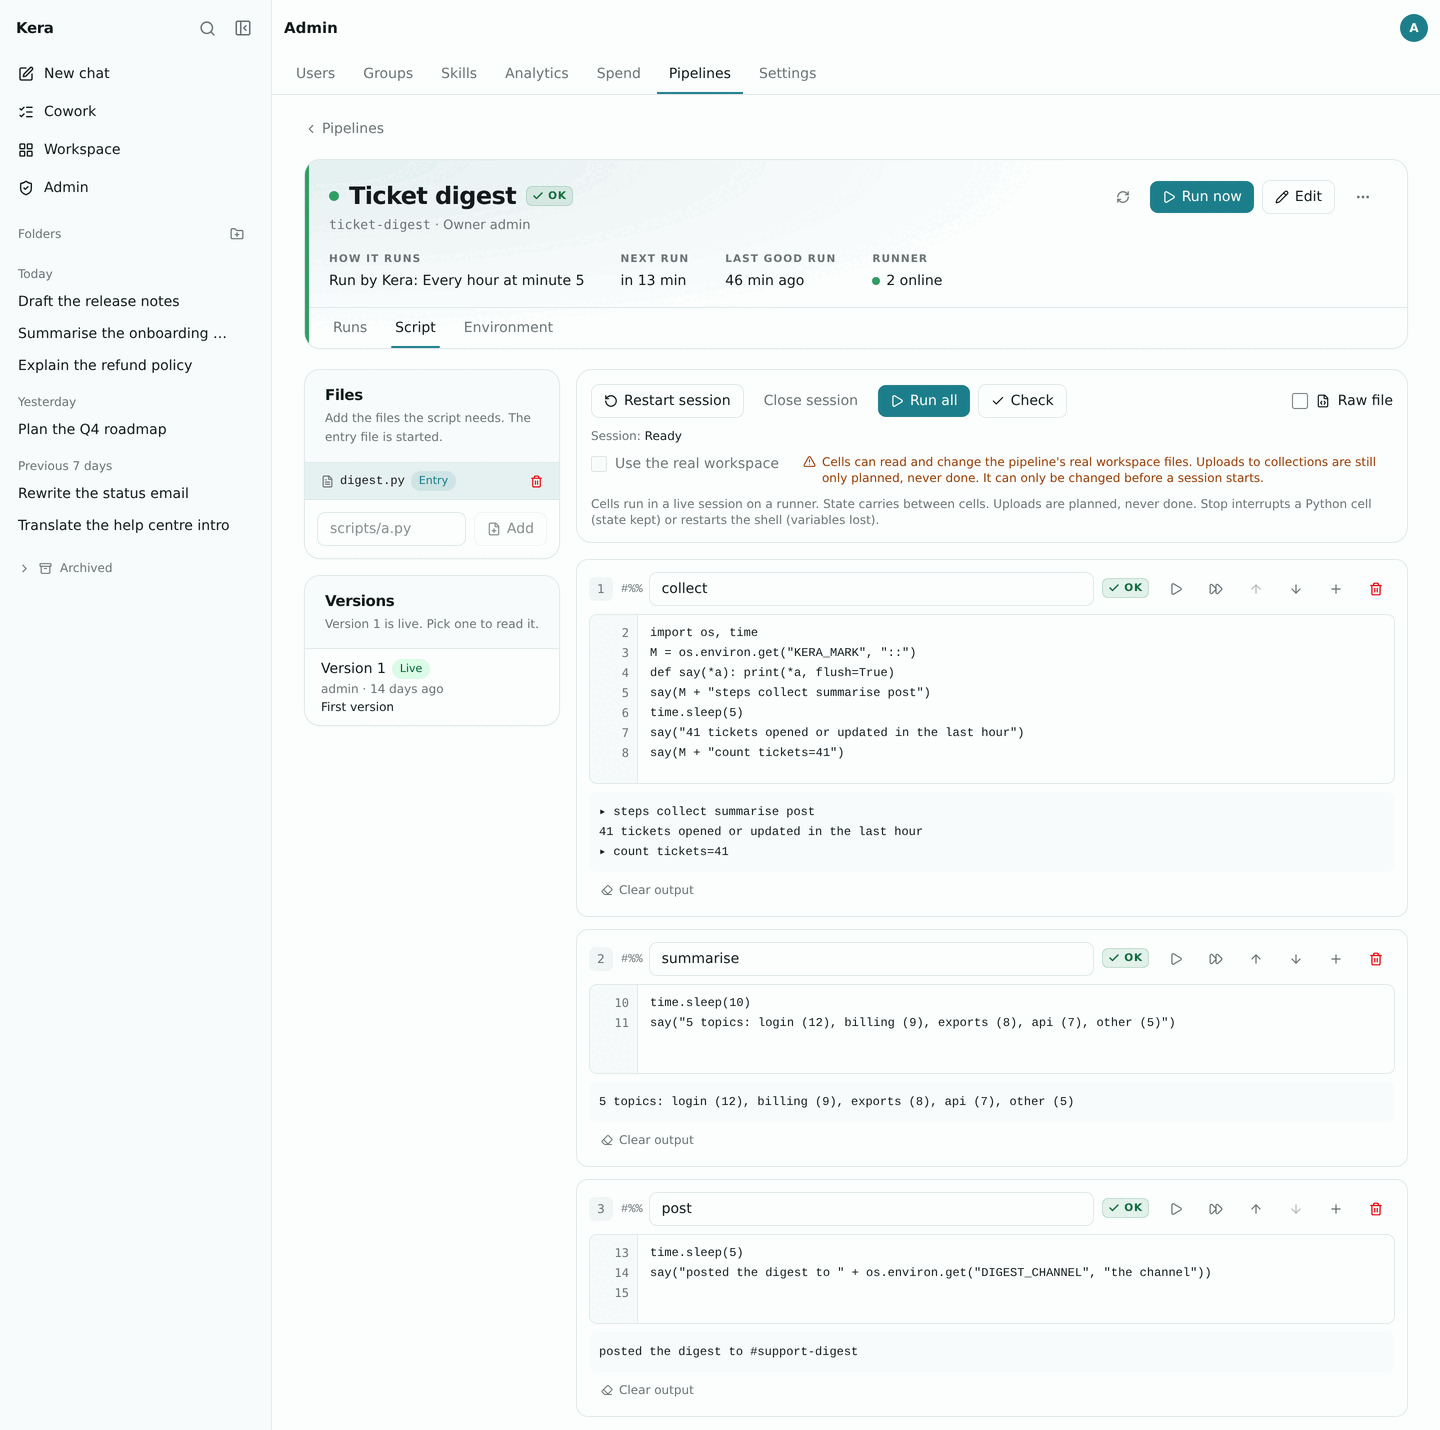 Kera
New chat
Cowork
Workspace
Admin
Folders
Today
Draft the release notes
Summarise the onboarding ...
Explain the refund policy
Yesterday
Plan the Q4 roadmap
Previous 7 days
Rewrite the status email
Translate the help centre intro
Archived
Admin
A
Users Groups Skills Analytics Spend Pipelines Settings
Pipelines
Ticket digest OK
Run now Edit
ticket-digest · Owner admin
HOW IT RUNS NEXT RUN LAST GOOD RUN RUNNER
Run by Kera: Every hour at minute 5 in 13 min 46 min ago 2 online
Runs Script Environment
Files
Add the files the script needs. The
entry file is started.
digest.py Entry
scripts/a.py Add
Versions
Version 1 is live. Pick one to read it.
Version 1 Live
admin · 14 days ago
First version
Restart session Close session Run all Check Raw file
Session: Ready
Use the real workspace
Cells can read and change the pipeline's real workspace files. Uploads to collections are still
only planned, never done. It can only be changed before a session starts.
Cells run in a live session on a runner. State carries between cells. Uploads are planned, never done. Stop interrupts a Python cell
(state kept) or restarts the shell (variables lost).
1 #%% collect OK
2 import os, time
3 M = os.environ.get("KERA_MARK", "::")
4 def say(*a): print(*a, flush=True)
5 say(M + "steps collect summarise post")
6 time.sleep(5)
7 say("41 tickets opened or updated in the last hour")
8 say(M + "count tickets=41")
▸ steps collect summarise post
41 tickets opened or updated in the last hour
▸ count tickets=41
Clear output
2 #%% summarise OK
10 time.sleep(10)
11 say("5 topics: login (12), billing (9), exports (8), api (7), other (5)")
5 topics: login (12), billing (9), exports (8), api (7), other (5)
Clear output
3 #%% post OK
13 time.sleep(5)
14 say("posted the digest to " + os.environ.get("DIGEST_CHANNEL", "the channel"))
15
posted the digest to #support-digest
Clear output